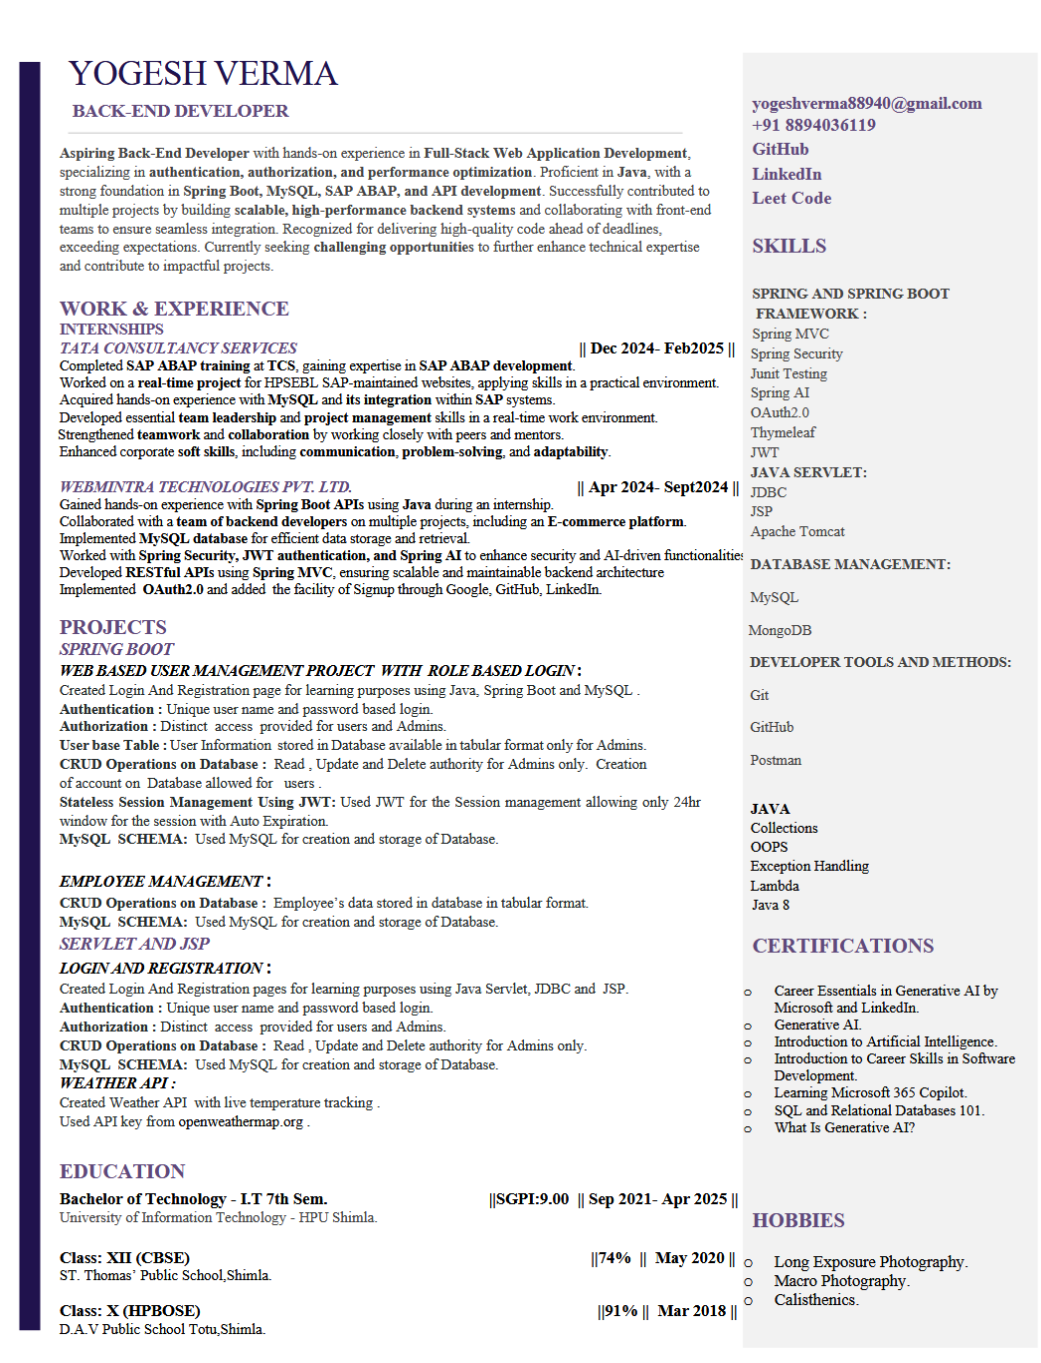 YOGESH VERMA
BACK-END DEVELOPER
Aspiring Back-End Developer with hands-on experience in Full-Stack Web Application Development,
specializing in authentication, authorization, and performance optimization. Proficient in Java, with a
strong foundation in Spring Boot, MySQL, SAP ABAP, and API development. Successfully contributed to
multiple projects by building scalable, high-performance backend systems and collaborating with front-end
teams to ensure seamless integration. Recognized for delivering high-quality code ahead of deadlines,
exceeding expectations. Currently seeking challenging opportunities to further enhance technical expertise
and contribute to impactful projects.
WORK & EXPERIENCE
INTERNSHIPS
TATA CONSULTANCY SERVICES || Dec 2024- Feb2025 ||
Completed SAP ABAP training at TCS, gaining expertise in SAP ABAP development.
Worked on a real-time project for HPSEBL SAP-maintained websites, applying skills in a practical environment.
Acquired hands-on experience with MySQL and its integration within SAP systems.
Developed essential team leadership and project management skills in a real-time work environment.
Strengthened teamwork and collaboration by working closely with peers and mentors.
Enhanced corporate soft skills, including communication, problem-solving, and adaptability.
WEBMINTRA TECHNOLOGIES PVT. LTD. || Apr 2024- Sept2024 ||
Gained hands-on experience with Spring Boot APIs using Java during an internship.
Collaborated with a team of backend developers on multiple projects, including an E-commerce platform.
Implemented MySQL database for efficient data storage and retrieval.
Worked with Spring Security, JWT authentication, and Spring AI to enhance security and AI-driven functionalities
Developed RESTful APIs using Spring MVC, ensuring scalable and maintainable backend architecture
Implemented OAuth2.0 and added the facility of Signup through Google, GitHub, LinkedIn.
PROJECTS
SPRING BOOT
WEB BASED USER MANAGEMENT PROJECT WITH ROLE BASED LOGIN :
Created Login And Registration page for learning purposes using Java, Spring Boot and MySQL .
Authentication : Unique user name and password based login.
Authorization : Distinct access provided for users and Admins.
User base Table : User Information stored in Database available in tabular format only for Admins.
CRUD Operations on Database : Read , Update and Delete authority for Admins only. Creation
of account on Database allowed for users .
Stateless Session Management Using JWT: Used JWT for the Session management allowing only 24hr
window for the session with Auto Expiration.
MySQL SCHEMA: Used MySQL for creation and storage of Database.
EMPLOYEE MANAGEMENT :
CRUD Operations on Database : Employee's data stored in database in tabular format.
MySQL SCHEMA: Used MySQL for creation and storage of Database.
SERVLET AND JSP
LOGIN AND REGISTRATION :
Created Login And Registration pages for learning purposes using Java Servlet, JDBC and JSP.
Authentication : Unique user name and password based login.
Authorization : Distinct access provided for users and Admins.
CRUD Operations on Database : Read , Update and Delete authority for Admins only.
MySQL SCHEMA: Used MySQL for creation and storage of Database.
WEATHER API :
Created Weather API with live temperature tracking .
Used API key from openweathermap.org .
EDUCATION
Bachelor of Technology - I.T 7th Sem. ||SGPI:9.00 || Sep 2021- Apr 2025 ||
University of Information Technology - HPU Shimla.
Class: XII (CBSE) ||74% || May 2020 ||
ST. Thomas' Public School,Shimla.
Class: X (HPBOSE) ||91% || Mar 2018 ||
D.A.V Public School Totu,Shimla.
yogeshverma88940@gmail.com
+91 8894036119
GitHub
LinkedIn
Leet Code
SKILLS
SPRING AND SPRING BOOT
FRAMEWORK :
Spring MVC
Spring Security
Junit Testing
Spring AI
OAuth2.0
Thymeleaf
JWT
JAVA SERVLET:
JDBC
JSP
Apache Tomcat
DATABASE MANAGEMENT:
MySQL
MongoDB
DEVELOPER TOOLS AND METHODS:
Git
GitHub
Postman
JAVA
Collections
OOPS
Exception Handling
Lambda
Java 8
CERTIFICATIONS
o Career Essentials in Generative AI by
Microsoft and LinkedIn.
o Generative AI.
o Introduction to Artificial Intelligence.
o Introduction to Career Skills in Software
Development.
o Learning Microsoft 365 Copilot.
o SQL and Relational Databases 101.
o What Is Generative AI?
HOBBIES
o Long Exposure Photography.
o Macro Photography.
o Calisthenics.